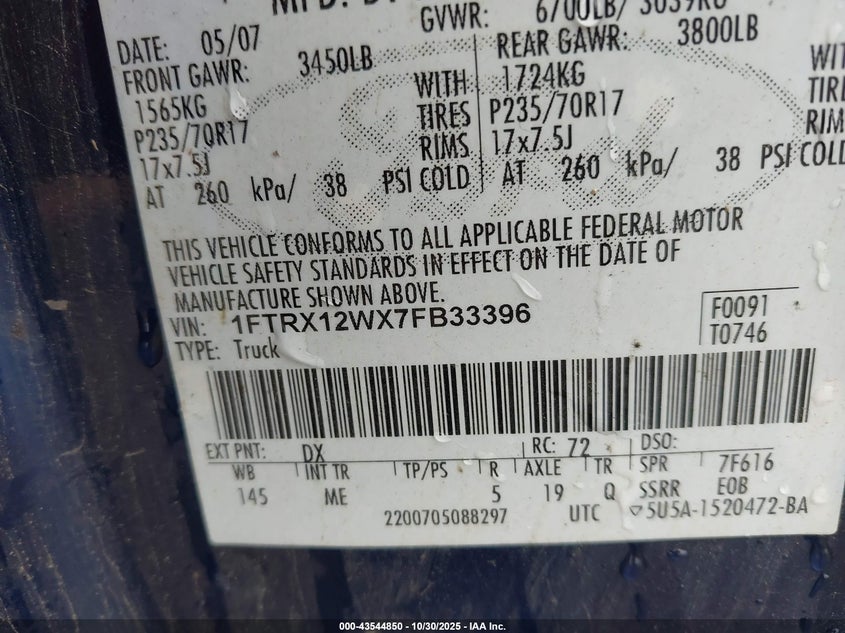 MFD.
GVWR: 6700LB/ 3039KG
DATE: 05/07
FRONT GAWR: 3450LB
1565KG WITH
P235/70R17 TIRES
17x7.5J RIMS
AT 260 kPa/ 38 PSI COLD
REAR GAWR: 3800LB
1724KG WITH
P235/70R17 TIRES
17x7.5J RIMS
AT 260 kPa/ 38 PSI COLD
THIS VEHICLE CONFORMS TO ALL APPLICABLE FEDERAL MOTOR
VEHICLE SAFETY STANDARDS IN EFFECT ON THE DATE OF
MANUFACTURE SHOWN ABOVE.
VIN: 1FTRX12WX7FB33396
TYPE: Truck
F0091
T0746
EXT PNT: DX RC: 72 DSO:
WB INT TR TP/PS R AXLE TR SPR 7F616
145 ME 5 19 Q SSRR E0B
2200705088297 UTC ▽5U5A-1520472-BA
000-43544850 | 10/30/2025 - IAA Inc.